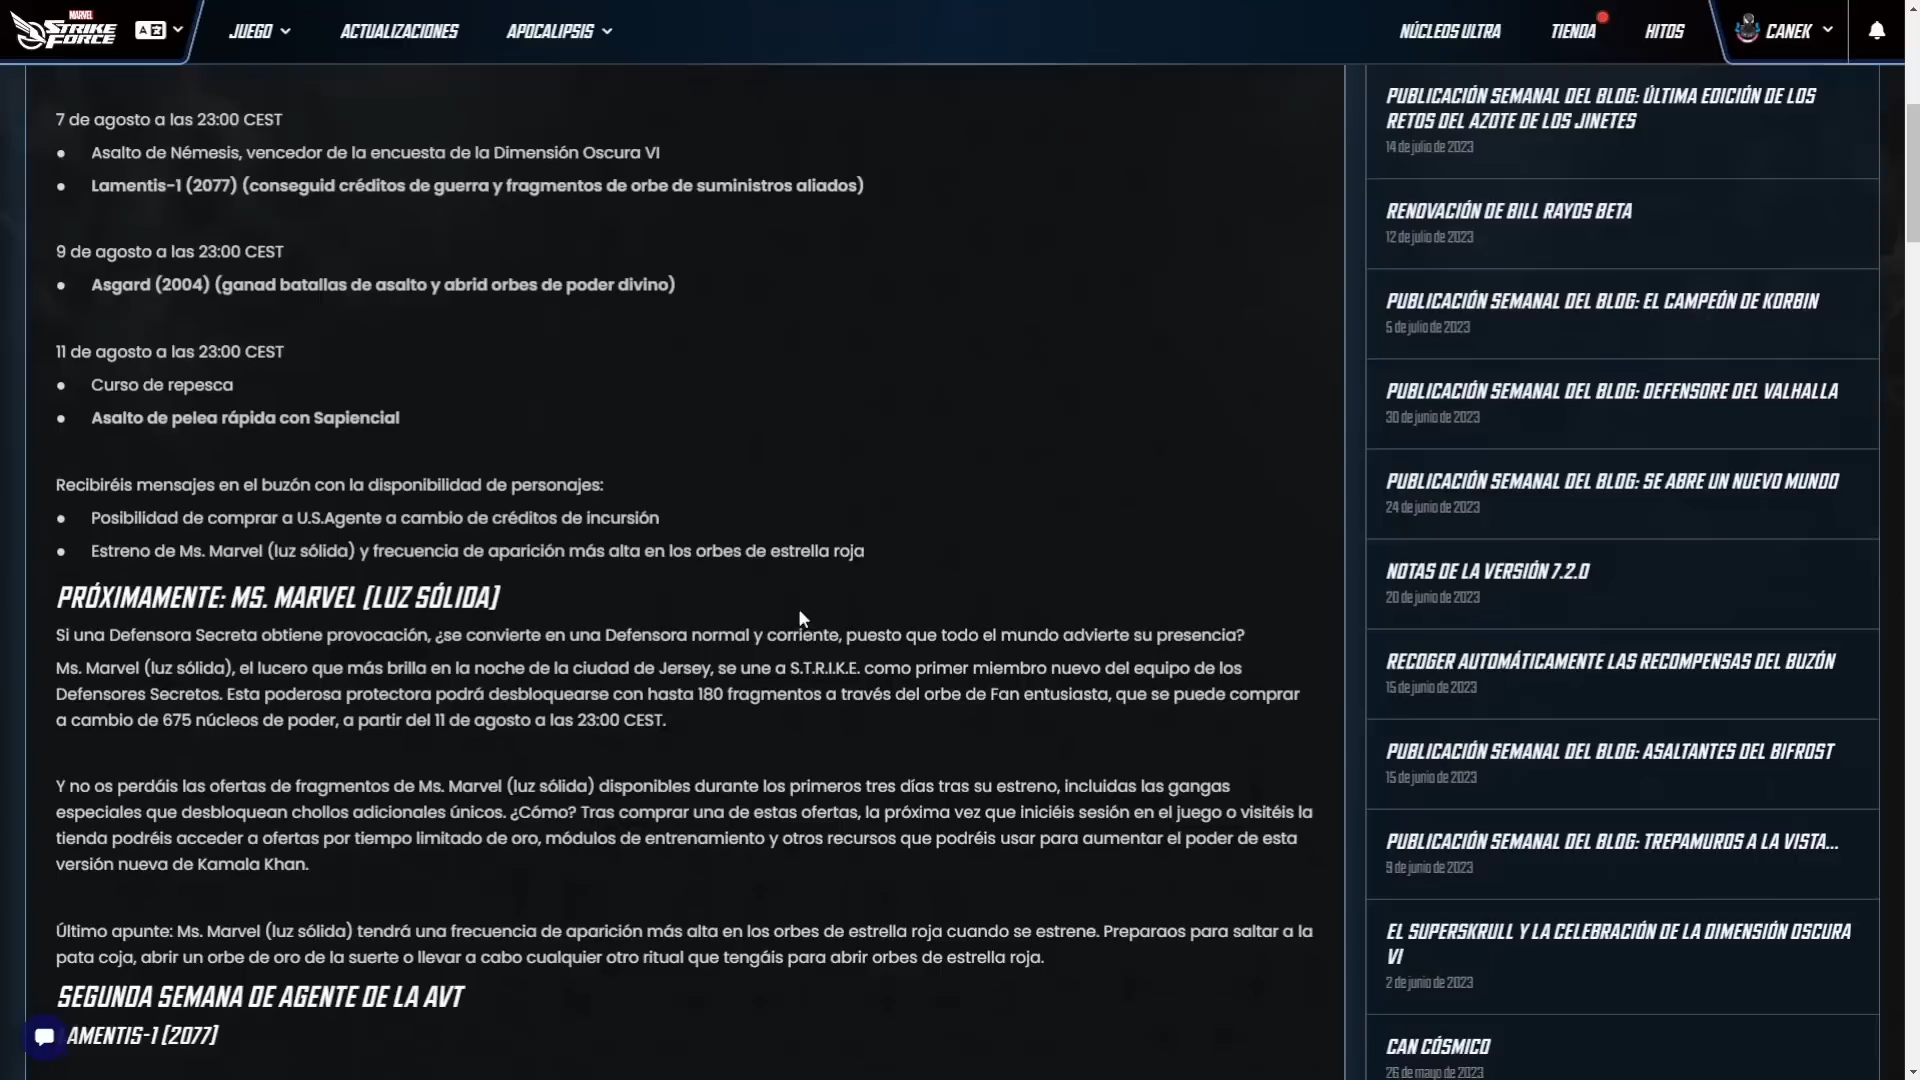 MARVEL
STRIKE
FORCE
JUEGO
ACTUALIZACIONES
APOCALIPSIS
NÚCLEOS ULTRA
TIENDA
HITOS
CANEK
7 de agosto a las 23:00 CEST
● Asalto de Némesis, vencedor de la encuesta de la Dimensión Oscura VI
● Lamentis-1 (2077) (conseguid créditos de guerra y fragmentos de orbe de suministros aliados)
9 de agosto a las 23:00 CEST
● Asgard (2004) (ganad batallas de asalto y abrid orbes de poder divino)
11 de agosto a las 23:00 CEST
● Curso de repesca
● Asalto de pelea rápida con Sapiencial
Recibiréis mensajes en el buzón con la disponibilidad de personajes:
● Posibilidad de comprar a U.S.Agente a cambio de créditos de incursión
● Estreno de Ms. Marvel (luz sólida) y frecuencia de aparición más alta en los orbes de estrella roja
PRÓXIMAMENTE: MS. MARVEL (LUZ SÓLIDA)
Si una Defensora Secreta obtiene provocación, ¿se convierte en una Defensora normal y corriente, puesto que todo el mundo advierte su presencia?
Ms. Marvel (luz sólida), el lucero que más brilla en la noche de la ciudad de Jersey, se une a S.T.R.I.K.E. como primer miembro nuevo del equipo de los
Defensores Secretos. Esta poderosa protectora podrá desbloquearse con hasta 180 fragmentos a través del orbe de Fan entusiasta, que se puede comprar
a cambio de 675 núcleos de poder, a partir del 11 de agosto a las 23:00 CEST.
Y no os perdáis las ofertas de fragmentos de Ms. Marvel (luz sólida) disponibles durante los primeros tres días tras su estreno, incluidas las gangas
especiales que desbloquean chollos adicionales únicos. ¿Cómo? Tras comprar una de estas ofertas, la próxima vez que iniciéis sesión en el juego o visitéis la
tienda podréis acceder a ofertas por tiempo limitado de oro, módulos de entrenamiento y otros recursos que podréis usar para aumentar el poder de esta
versión nueva de Kamala Khan.
Último apunte: Ms. Marvel (luz sólida) tendrá una frecuencia de aparición más alta en los orbes de estrella roja cuando se estrene. Preparaos para saltar a la
pata coja, abrir un orbe de oro de la suerte o llevar a cabo cualquier otro ritual que tengáis para abrir orbes de estrella roja.
SEGUNDA SEMANA DE AGENTE DE LA AVT
AMENTIS-1 (2077)
PUBLICACIÓN SEMANAL DEL BLOG: ÚLTIMA EDICIÓN DE LOS
RETOS DEL AZOTE DE LOS JINETES
14 de julio de 2023
RENOVACIÓN DE BILL RAYOS BETA
12 de julio de 2023
PUBLICACIÓN SEMANAL DEL BLOG: EL CAMPEÓN DE KORBIN
5 de julio de 2023
PUBLICACIÓN SEMANAL DEL BLOG: DEFENSORE DEL VALHALLA
30 de junio de 2023
PUBLICACIÓN SEMANAL DEL BLOG: SE ABRE UN NUEVO MUNDO
24 de junio de 2023
NOTAS DE LA VERSIÓN 7.2.0
20 de junio de 2023
RECOGER AUTOMÁTICAMENTE LAS RECOMPENSAS DEL BUZÓN
15 de junio de 2023
PUBLICACIÓN SEMANAL DEL BLOG: ASALTANTES DEL BIFROST
15 de junio de 2023
PUBLICACIÓN SEMANAL DEL BLOG: TREPAMUROS A LA VISTA...
9 de junio de 2023
EL SUPERSKRULL Y LA CELEBRACIÓN DE LA DIMENSIÓN OSCURA
VI
2 de junio de 2023
CAN CÓSMICO
26 de mayo de 2023